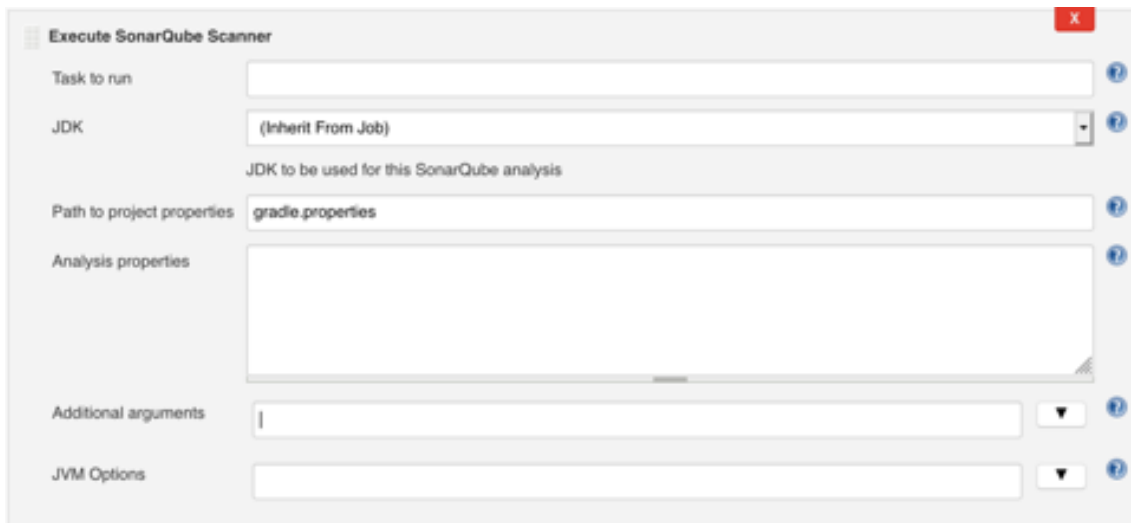 X
Execute SonarQube Scanner
Task to run
JDK
(Inherit From Job)
JDK to be used for this SonarQube analysis
Path to project properties
gradle.properties
Analysis properties
Additional arguments
JVM Options